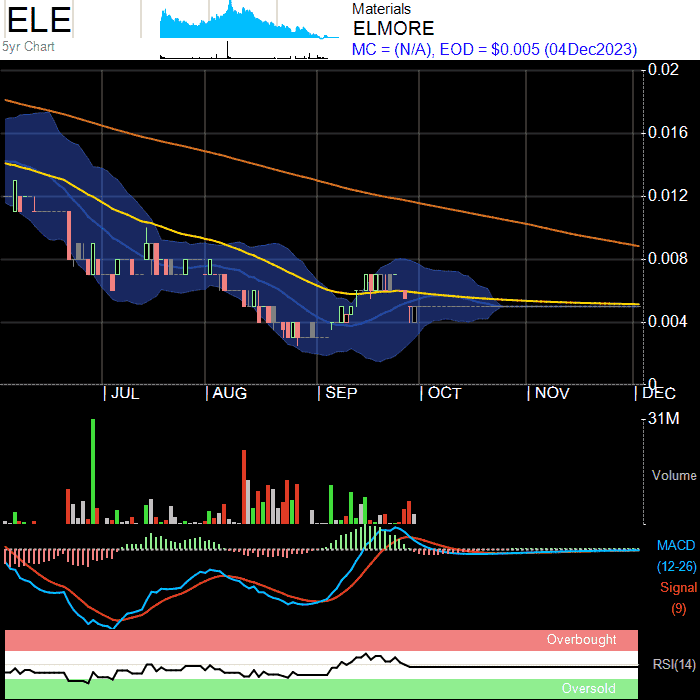 ELE
5yr Chart
Materials
ELMORE
MC = (N/A), EOD = $0.005 (04Dec2023)
0.02
0.016
0.012
0.008
0.004
0
JUL AUG SEP OCT NOV DEC
31M
Volume
MACD
(12-26)
Signal
(9)
Overbought
RSI(14)
Oversold